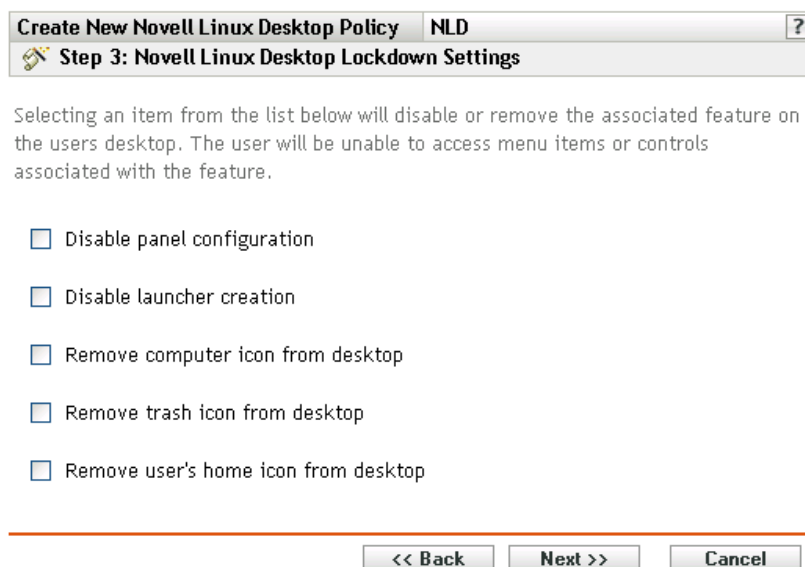 Create New Novell Linux Desktop Policy NLD ?
Step 3: Novell Linux Desktop Lockdown Settings
Selecting an item from the list below will disable or remove the associated feature on
the users desktop. The user will be unable to access menu items or controls
associated with the feature.
Disable panel configuration
Disable launcher creation
Remove computer icon from desktop
Remove trash icon from desktop
Remove user's home icon from desktop
<< Back Next >> Cancel